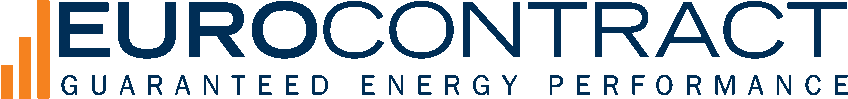 EUROCONTRACT
GUARANTEED ENERGY PERFORMANCE